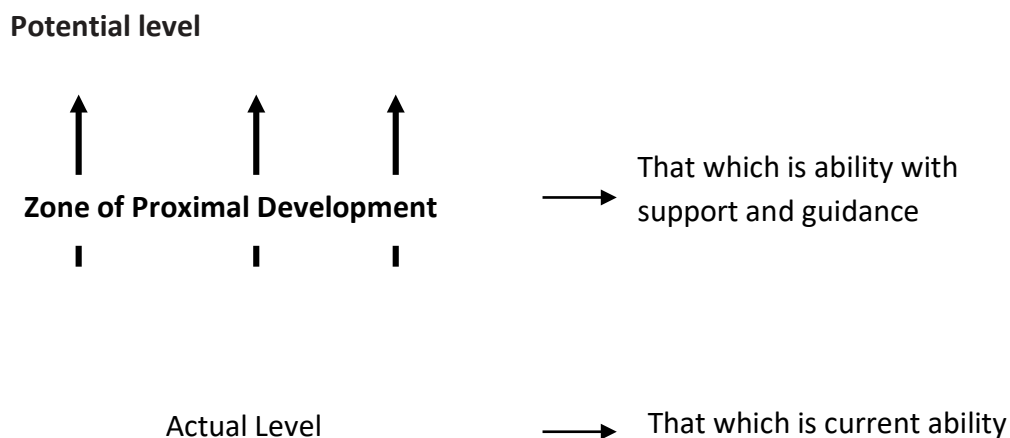 Potential level
That which is ability with
Zone of Proximal Development
support and guidance
Actual Level
That which is current ability